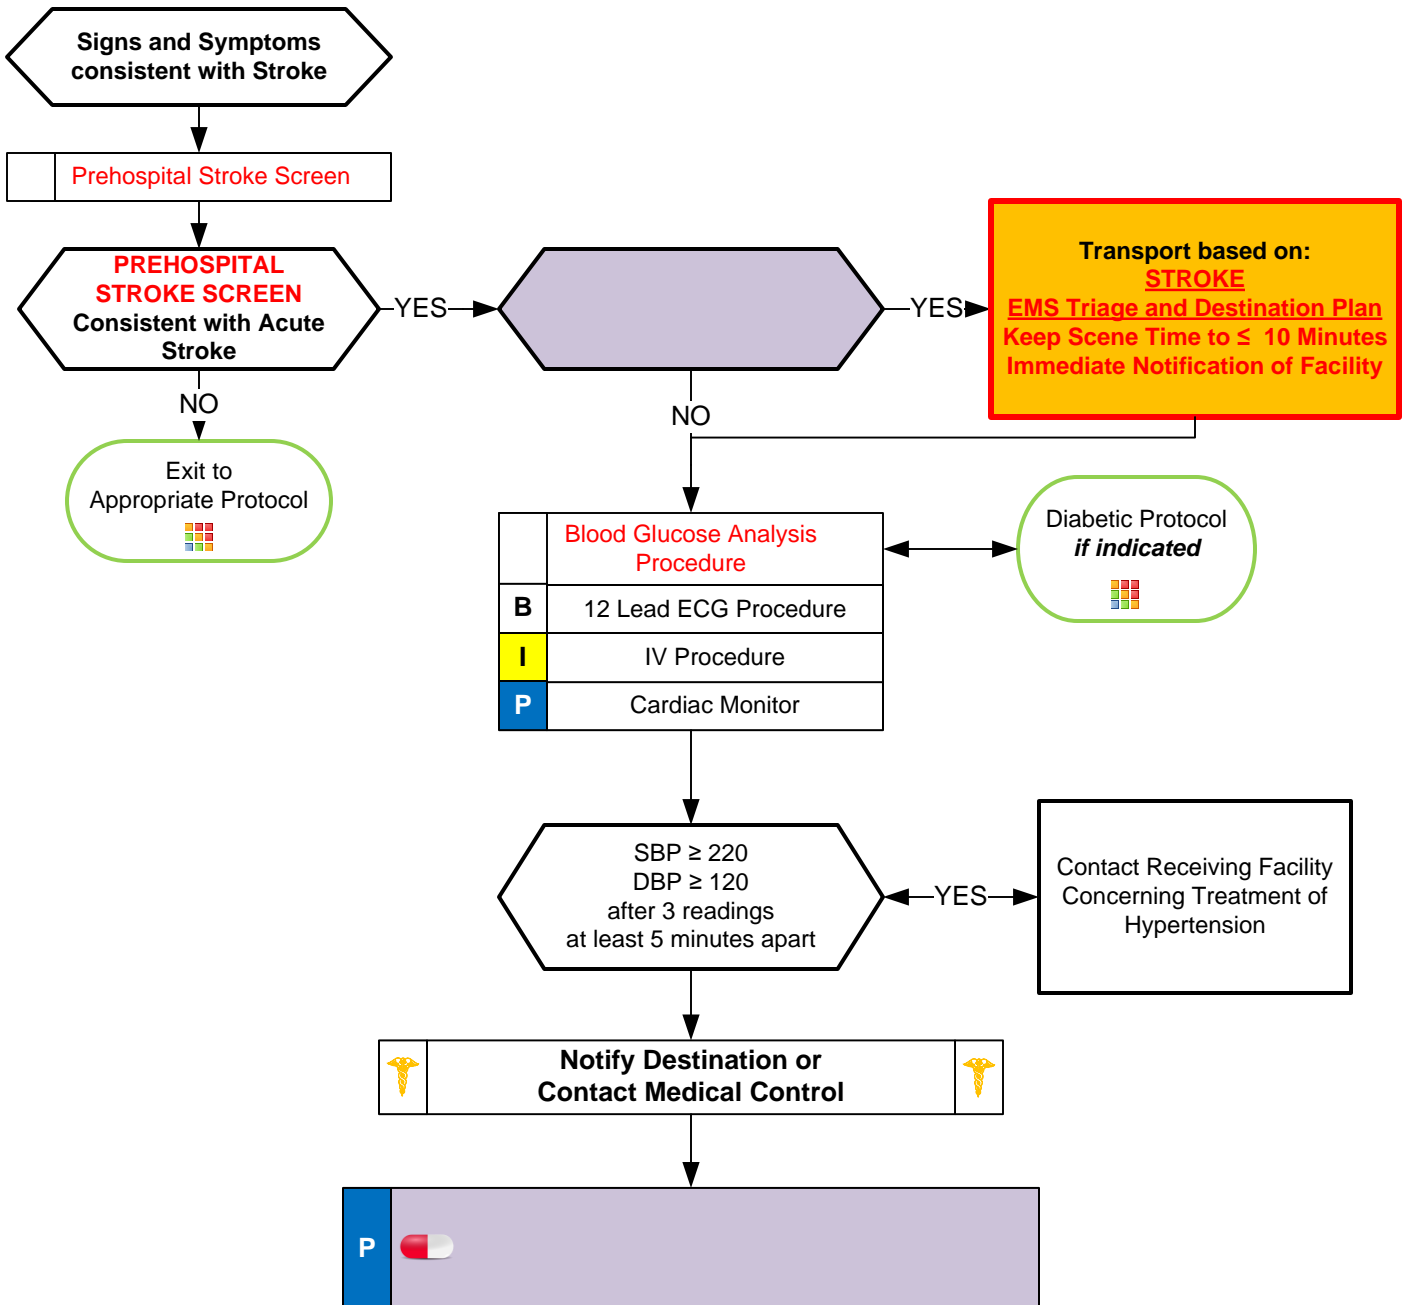 Signs and Symptoms
consistent with Stroke
Prehospital Stroke Screen
PREHOSPITAL
STROKE SCREEN
Consistent with Acute
Stroke
YES
YES
Transport based on:
STROKE
EMS Triage and Destination Plan
Keep Scene Time to ≤ 10 Minutes
Immediate Notification of Facility
NO
NO
Exit to
Appropriate Protocol
Blood Glucose Analysis
Procedure
Diabetic Protocol
if indicated
B 12 Lead ECG Procedure
I IV Procedure
P Cardiac Monitor
SBP ≥ 220
DBP ≥ 120
after 3 readings
at least 5 minutes apart
YES
Contact Receiving Facility
Concerning Treatment of
Hypertension
Notify Destination or
Contact Medical Control
P